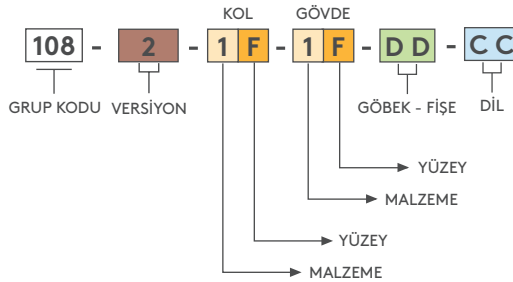 KOL GÖVDE
108 - 2 - 1 F - 1 F - D D - C C
GRUP KODU VERSİYON GÖBEK - FİŞE DİL
YÜZEY
MALZEME
YÜZEY
MALZEME